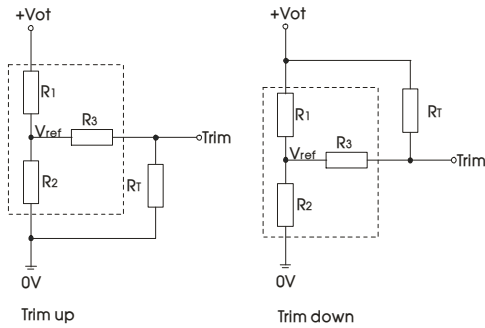 +Vot
R1
Vref
R3
Trim
R2
RT
0V
Trim up
+Vot
R1
RT
Vref
R3
Trim
R2
0V
Trim down